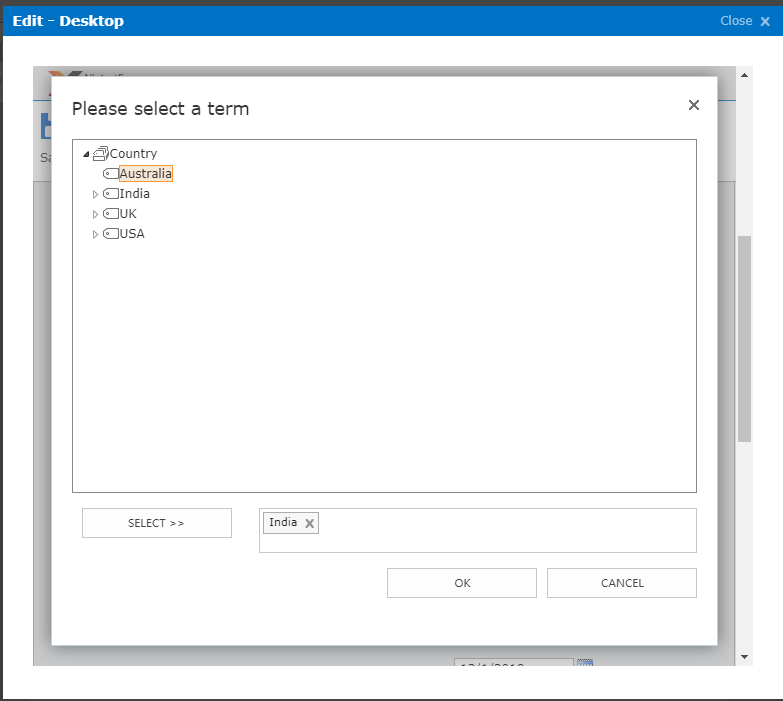 Edit - Desktop
Close
Please select a term
Country
Australia
India
UK
USA
SELECT >>
India
OK
CANCEL